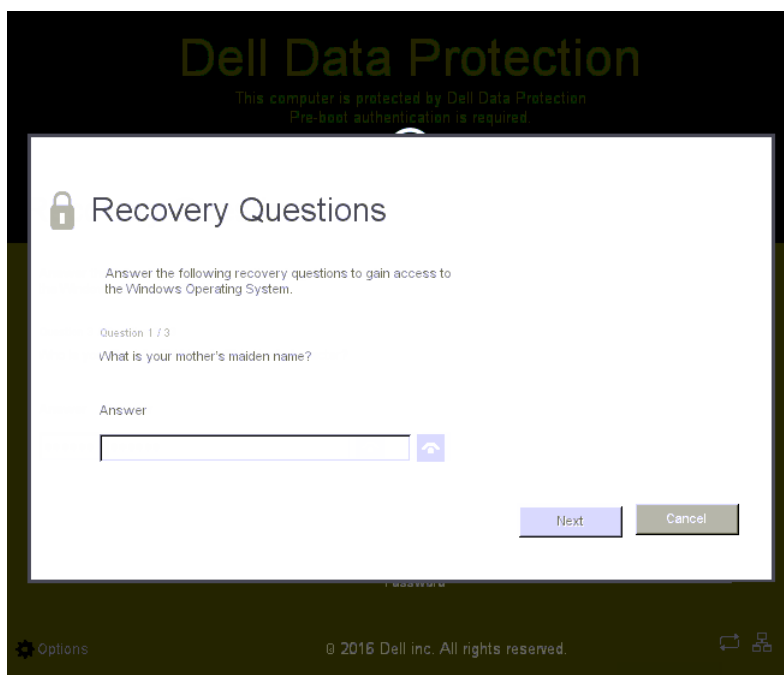 Dell Data Protection
This computer is protected by Dell Data Protection
Pre-boot authentication is required.
Recovery Questions
Answer the following recovery questions to gain access to
the Windows Operating System.
Question 1 / 3
What is your mother's maiden name?
Answer
Next
Cancel
Password
Options
© 2016 Dell inc. All rights reserved.